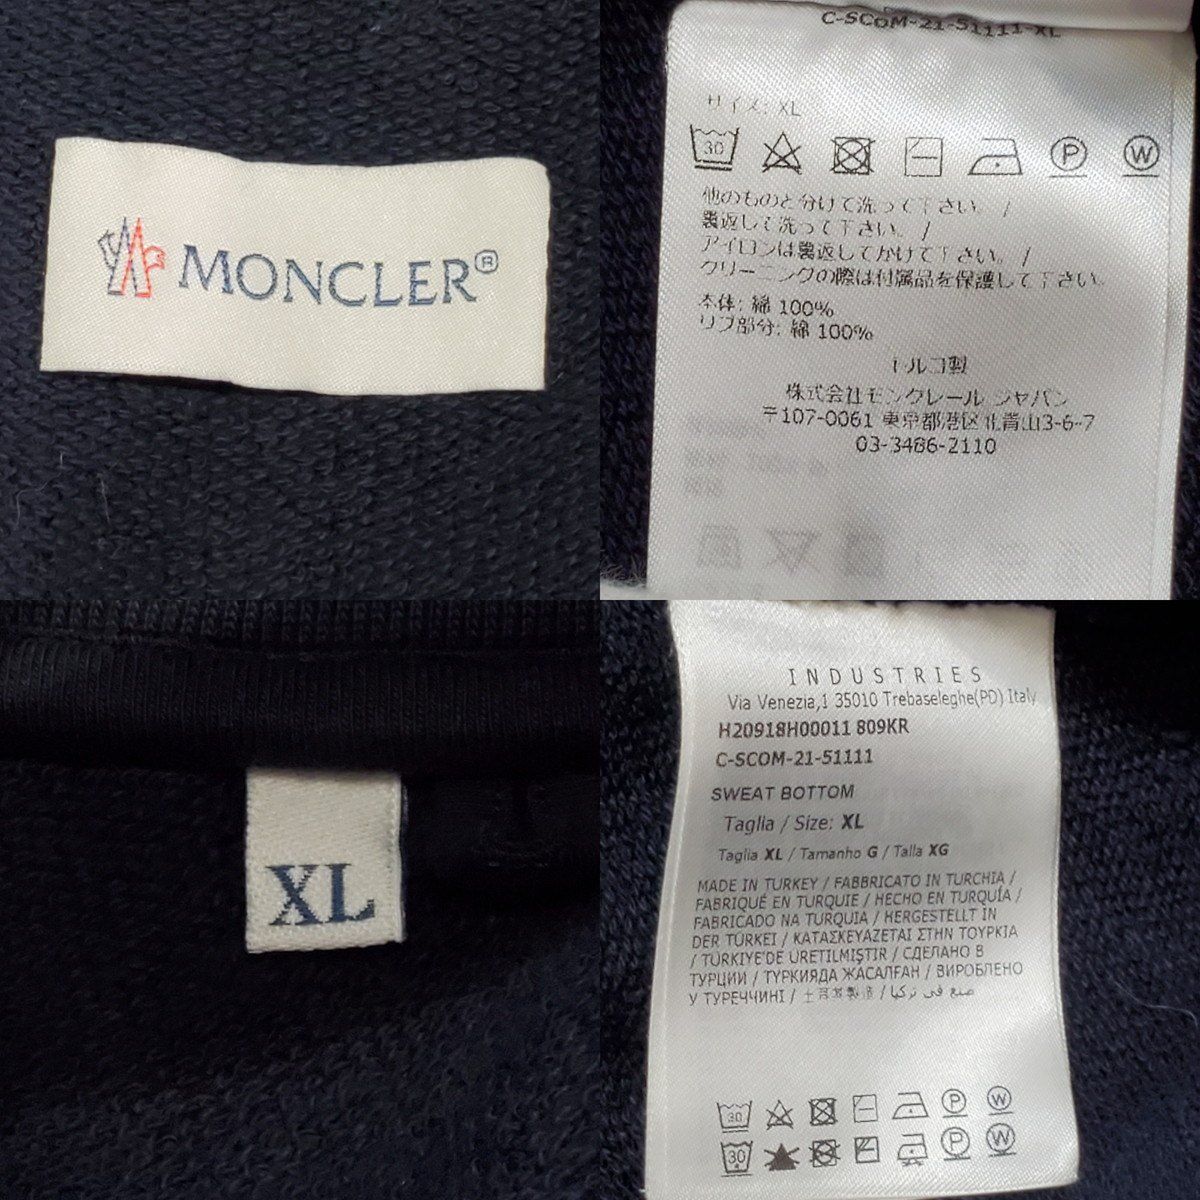 MONCLER®
C-SCOM-21-51111-XL
サイズ: XL
30
P
W
他のものと分けて洗って下さい。/
裏返して洗って下さい。/
アイロンは裏返してかけて下さい。/
クリーニングの際は付属品を保護して下さい。
本体: 綿 100%
リブ部分: 綿 100%
トルコ製
株式会社モンクレール ジャパン
〒107-0061 東京都港区北青山3-6-7
03-3486-2110
XL
INDUSTRIES
Via Venezia,1 35010 Trebaseleghe(PD) Italy
H20918H00011 809KR
C-SCOM-21-51111
SWEAT BOTTOM
Taglia / Size: XL
Taglia XL / Tamanho G / Talla XG
MADE IN TURKEY / FABBRICATO IN TURCHIA /
FABRIQUÉ EN TURQUIE / HECHO EN TURQUÍA /
FABRICADO NA TURQUIA / HERGESTELLT IN
DER TÜRKEI / ΚΑΤΑΣΚΕΥΑΖΕΤΑΙ ΣΤΗΝ ΤΟΥΡΚΙΑ
/ TÜRKİYE'DE ÜRETİLMİŞTİR / СДЕЛАНО В
ТУРЦИИ / ТҮРКИЯДА ЖАСАЛҒАН / ВИРОБЛЕНО
У ТУРЕЧЧИНІ / 土耳其製造 / صنع في تركيا
30
P
W
30
P
W